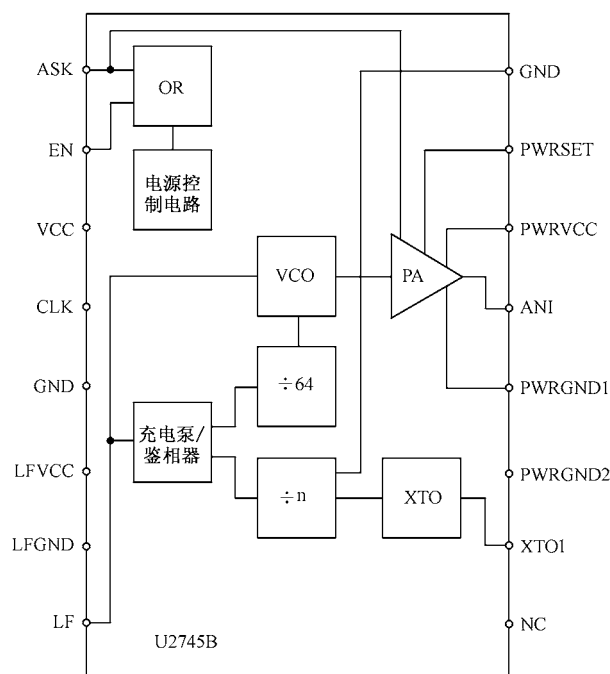 ASK
OR
GND
EN
电源控
制电路
PWRSET
VCC
PWRVCC
VCO
PA
CLK
ANI
GND
÷64
PWRGND1
充电泵/
鉴相器
LFVCC
÷n
XTO
PWRGND2
LFGND
XTO1
LF
U2745B
NC